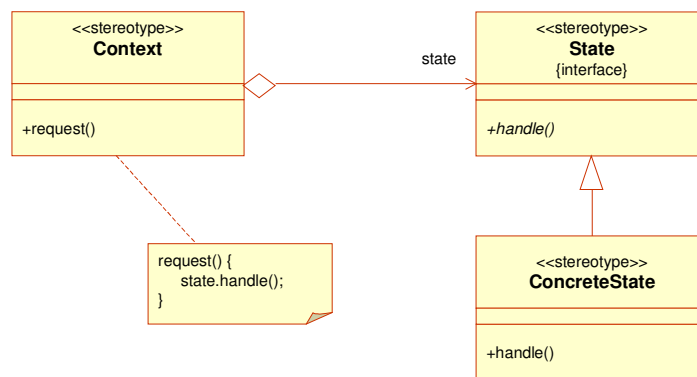 <<stereotype>>
Context
+request()
state
<<stereotype>>
State
{interface}
+handle()
request() {
state.handle();
}
<<stereotype>>
ConcreteState
+handle()